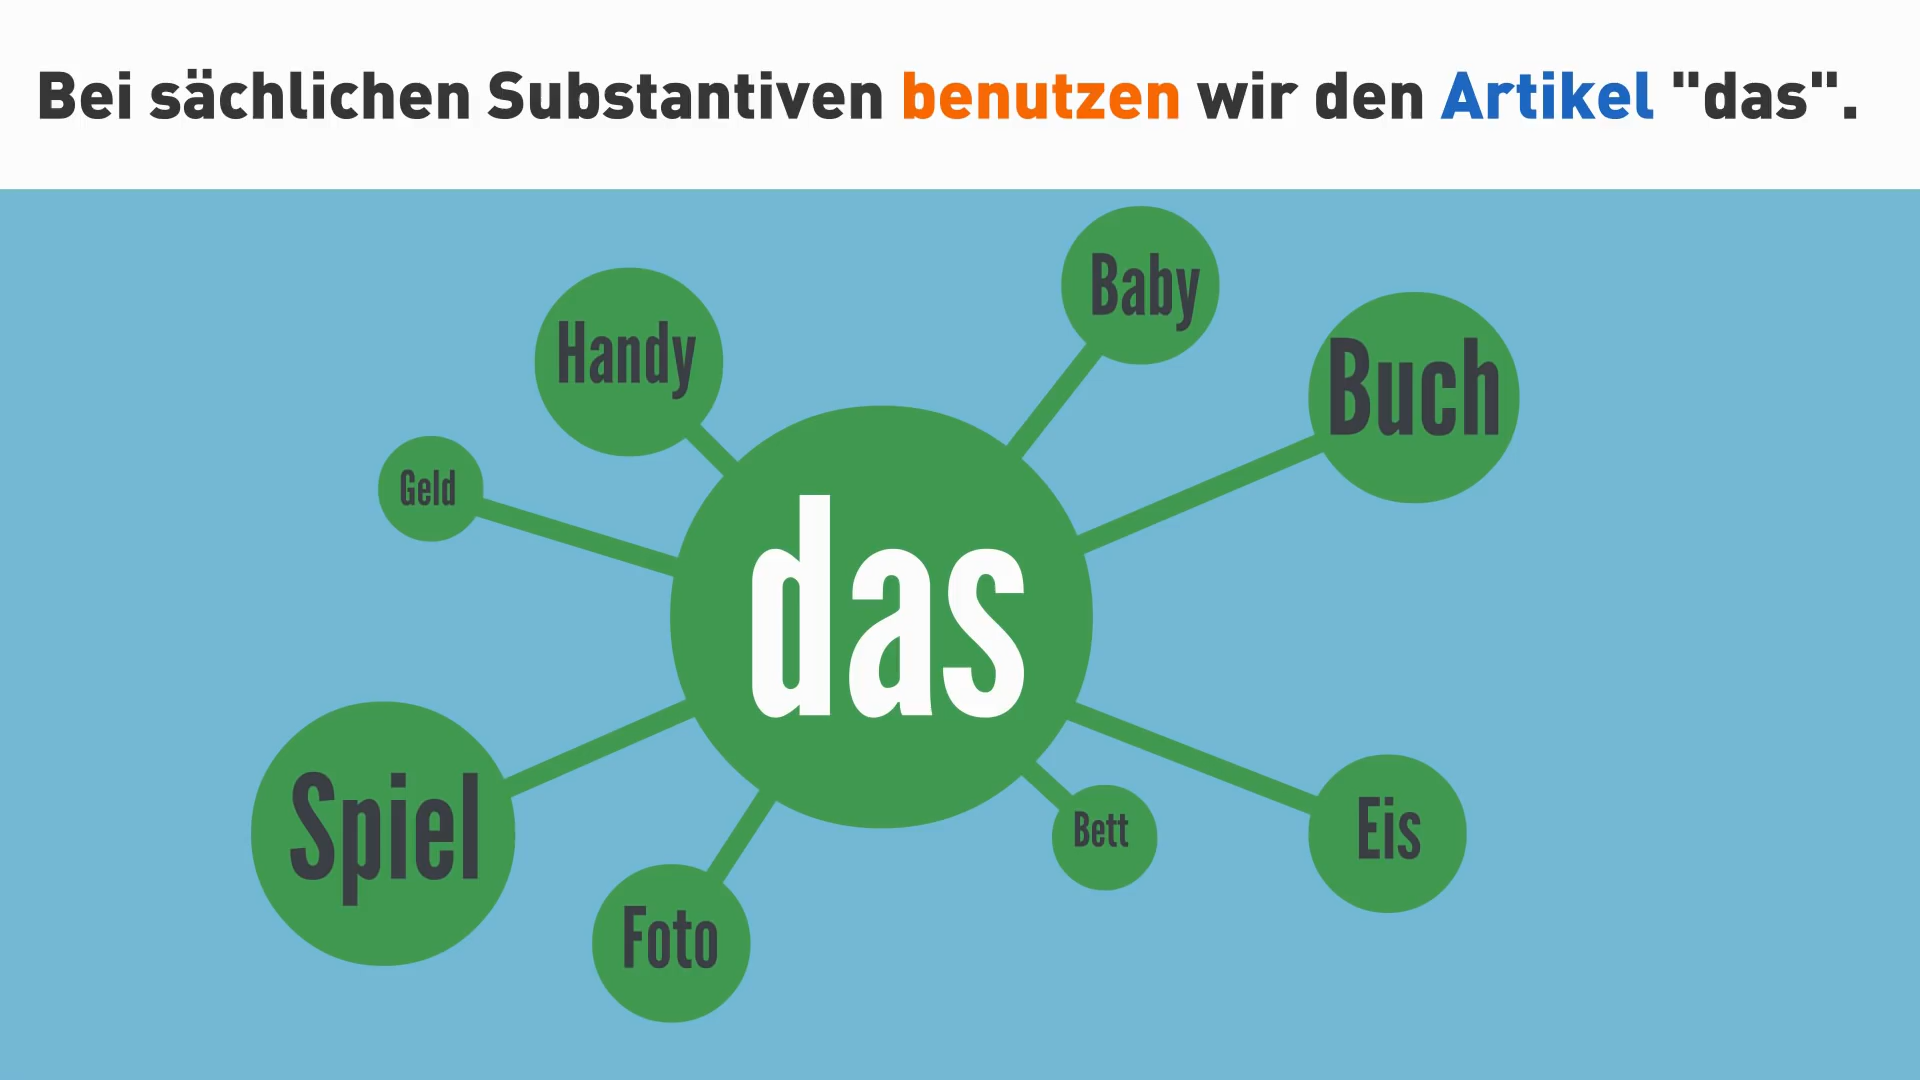 Bei sächlichen Substantiven benutzen wir den Artikel "das".
Baby
Handy
Buch
Geld
das
Spiel
Bett
Eis
Foto